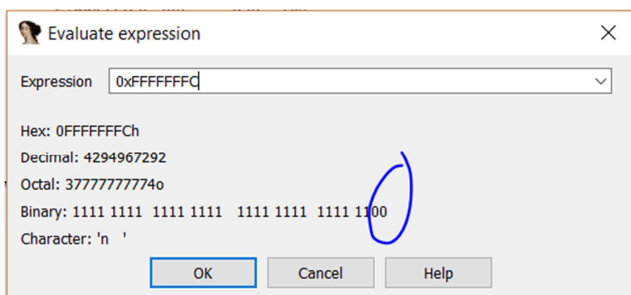 Evaluate expression
Expression 0xFFFFFFFC
Hex: 0FFFFFFFCh
Decimal: 4294967292
Octal: 37777777774o
Binary: 1111 1111 1111 1111 1111 1111 1111 1100
Character: 'n '
OK Cancel Help